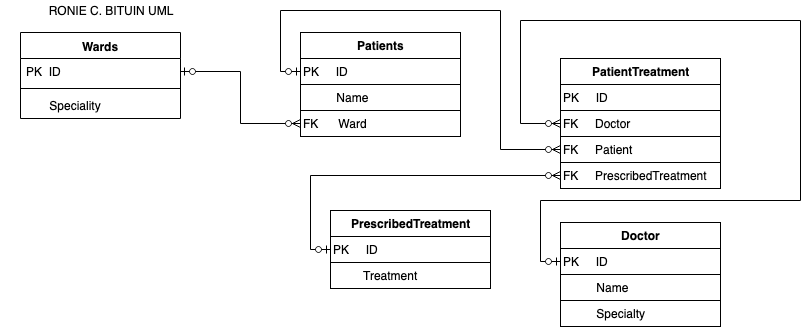 RONIE C. BITUIN UML
Wards
PK ID
Speciality
Patients
PK ID
Name
FK Ward
PatientTreatment
PK ID
FK Doctor
FK Patient
FK PrescribedTreatment
PrescribedTreatment
PK ID
Treatment
Doctor
PK ID
Name
Specialty